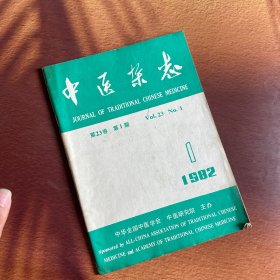 中医杂志
JOURNAL OF TRADITIONAL CHINESE MEDICINE
第23卷 第1期 Vol. 23 No. 1
1
1982
中华全国中医学会 中医研究院 主办
Sponsored by ALL-CHINA ASSOCIATION OF TRADITIONAL CHINESE
MEDICINE and ACADEMY OF TRADITIONAL CHINESE MEDICINE